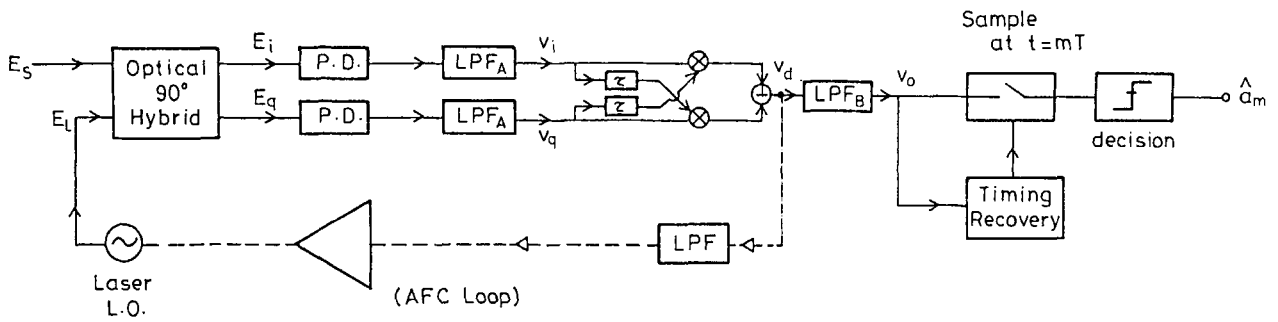 Sample
at t=mT
E_s
E_L
Optical
90°
Hybrid
E_i
E_q
P.D.
P.D.
LPF_A
LPF_A
v_i
v_q
τ
τ
v_d
LPF_B
v_o
decision
â_m
Timing
Recovery
LPF
(AFC Loop)
Laser
L.O.